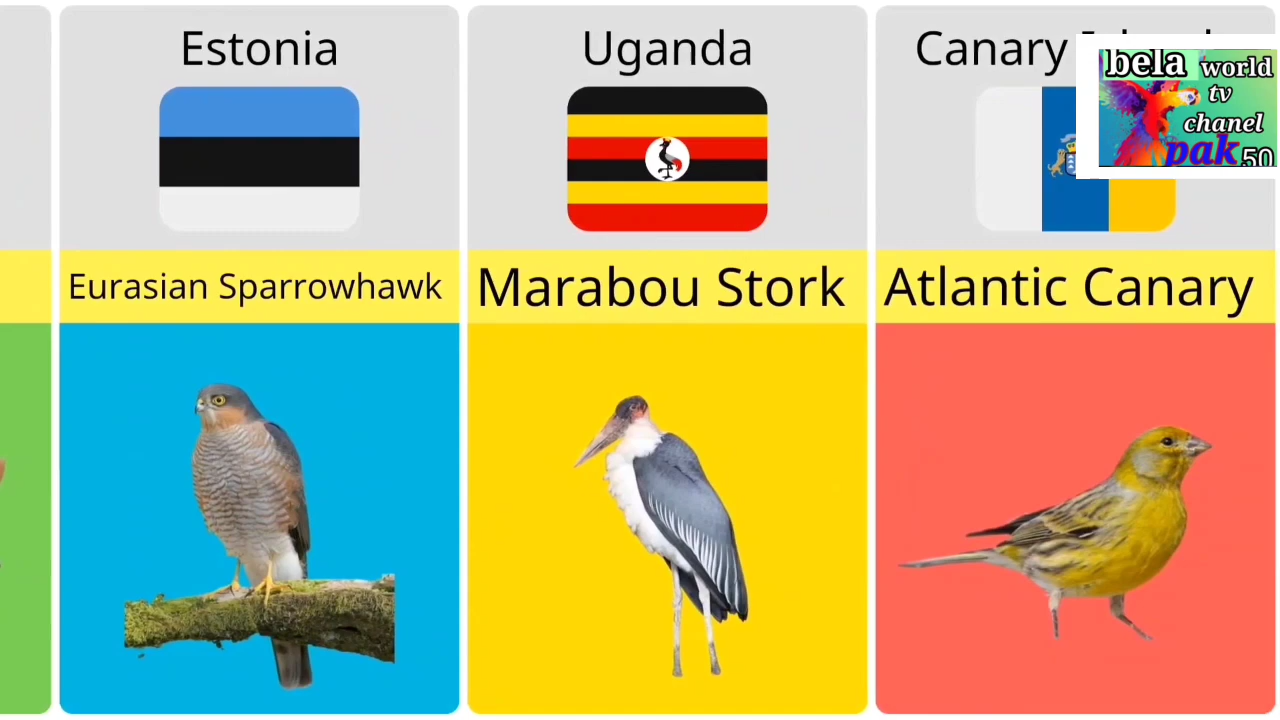 Estonia
Uganda
Canary
Eurasian Sparrowhawk
Marabou Stork
Atlantic Canary
bela world
tv
chanel
pak 50